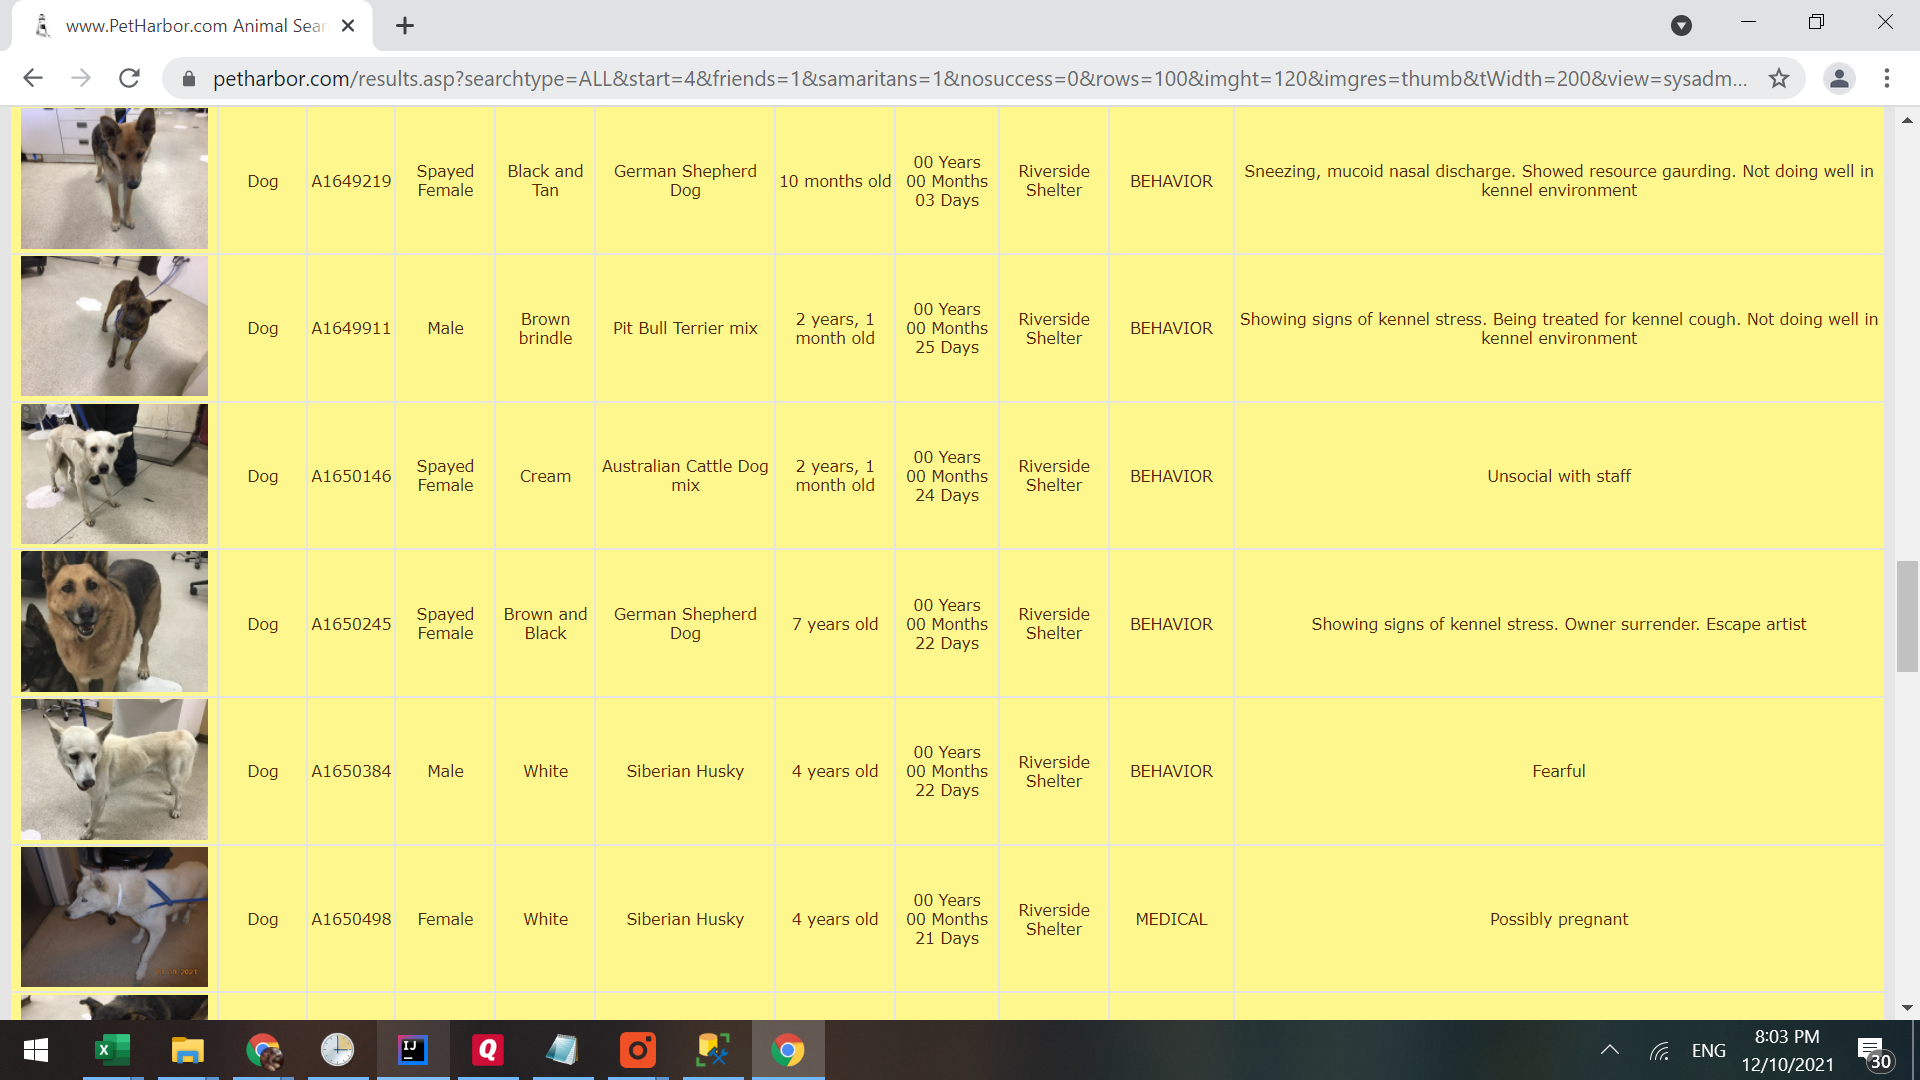 www.PetHarbor.com Animal Sear
petharbor.com/results.asp?searchtype=ALL&start=4&friends=1&samaritans=1&nosuccess=0&rows=100&imght=120&imgres=thumb&tWidth=200&view=sysadm...
Dog
A1649219
Spayed
Female
Black and
Tan
German Shepherd
Dog
10 months old
00 Years
00 Months
03 Days
Riverside
Shelter
BEHAVIOR
Sneezing, mucoid nasal discharge. Showed resource gaurding. Not doing well in
kennel environment
Dog
A1649911
Male
Brown
brindle
Pit Bull Terrier mix
2 years, 1
month old
00 Years
00 Months
25 Days
Riverside
Shelter
BEHAVIOR
Showing signs of kennel stress. Being treated for kennel cough. Not doing well in
kennel environment
Dog
A1650146
Spayed
Female
Cream
Australian Cattle Dog
mix
2 years, 1
month old
00 Years
00 Months
24 Days
Riverside
Shelter
BEHAVIOR
Unsocial with staff
Dog
A1650245
Spayed
Female
Brown and
Black
German Shepherd
Dog
7 years old
00 Years
00 Months
22 Days
Riverside
Shelter
BEHAVIOR
Showing signs of kennel stress. Owner surrender. Escape artist
Dog
A1650384
Male
White
Siberian Husky
4 years old
00 Years
00 Months
22 Days
Riverside
Shelter
BEHAVIOR
Fearful
Dog
A1650498
Female
White
Siberian Husky
4 years old
00 Years
00 Months
21 Days
Riverside
Shelter
MEDICAL
Possibly pregnant
X
IJ
Q
ENG
8:03 PM
12/10/2021
30